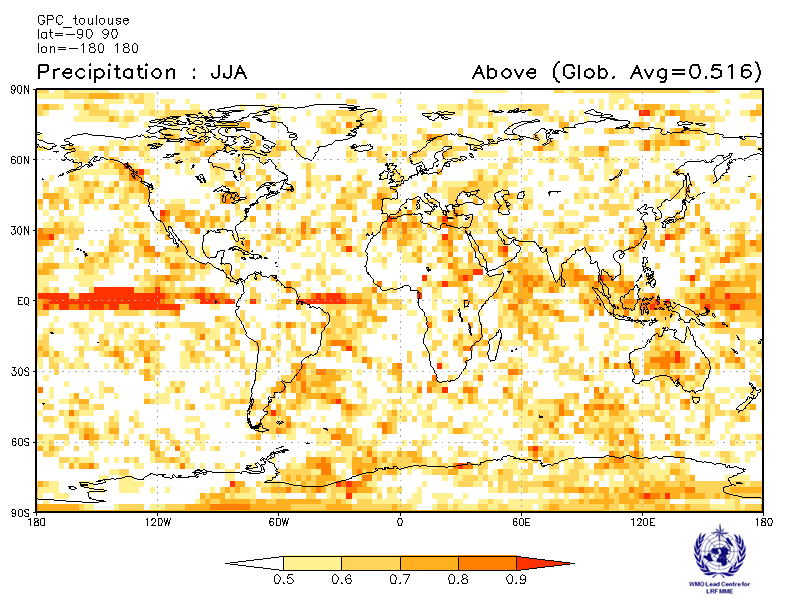 GPC_toulouse
lat=-90 90
lon=-180 180
Precipitation : JJA
Above (Glob. Avg=0.516)
90N
60N
30N
EQ
30S
60S
90S
180 120W 60W 0 60E 120E 180
0.5 0.6 0.7 0.8 0.9
WMO Lead Centre for
LRF MME